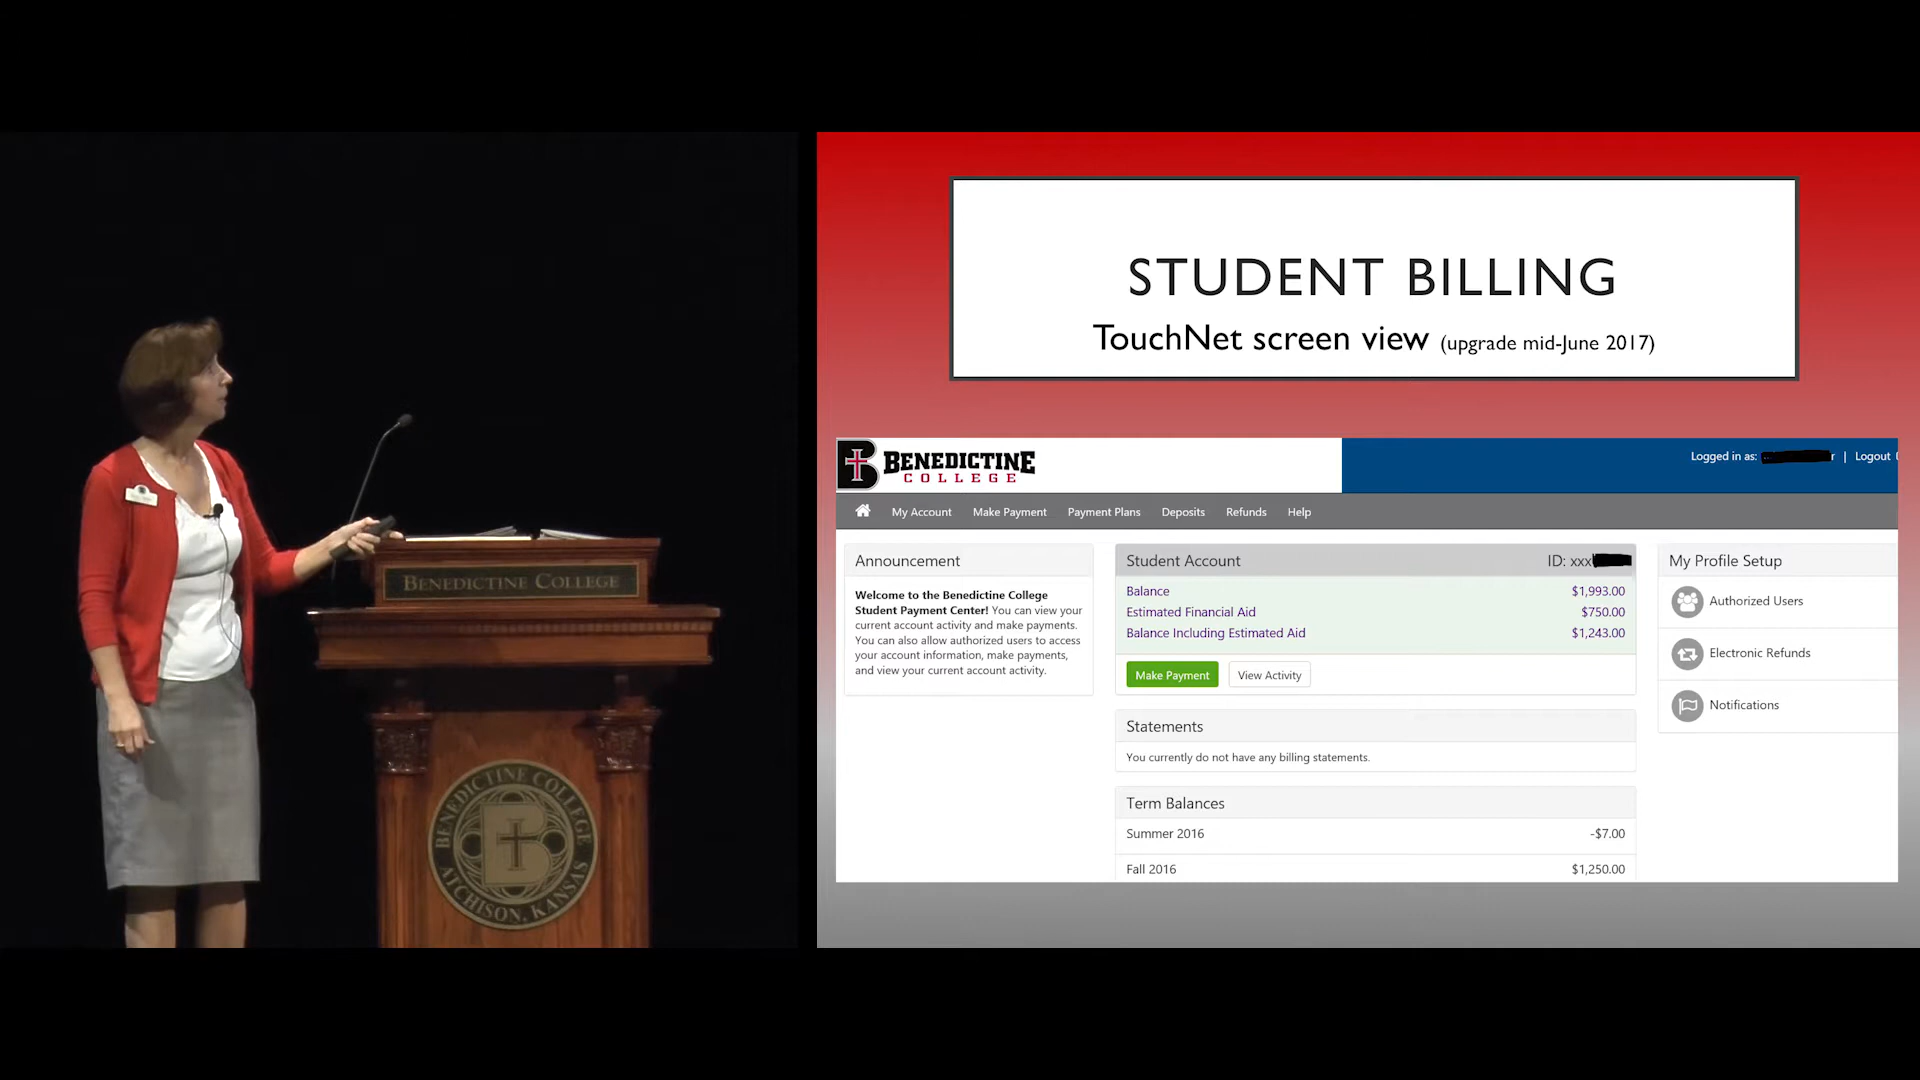 BENEDICTINE COLLEGE
BENEDICTINE COLLEGE
ATCHISON, KANSAS
STUDENT BILLING
TouchNet screen view (upgrade mid-June 2017)
BENEDICTINE
COLLEGE
Logged in as: r | Logout
My Account Make Payment Payment Plans Deposits Refunds Help
Announcement
Welcome to the Benedictine College
Student Payment Center! You can view your
current account activity and make payments.
You can also allow authorized users to access
your account information, make payments,
and view your current account activity.
Student Account ID: xxx
Balance $1,993.00
Estimated Financial Aid $750.00
Balance Including Estimated Aid $1,243.00
Make Payment View Activity
Statements
You currently do not have any billing statements.
Term Balances
Summer 2016 -$7.00
Fall 2016 $1,250.00
My Profile Setup
Authorized Users
Electronic Refunds
Notifications